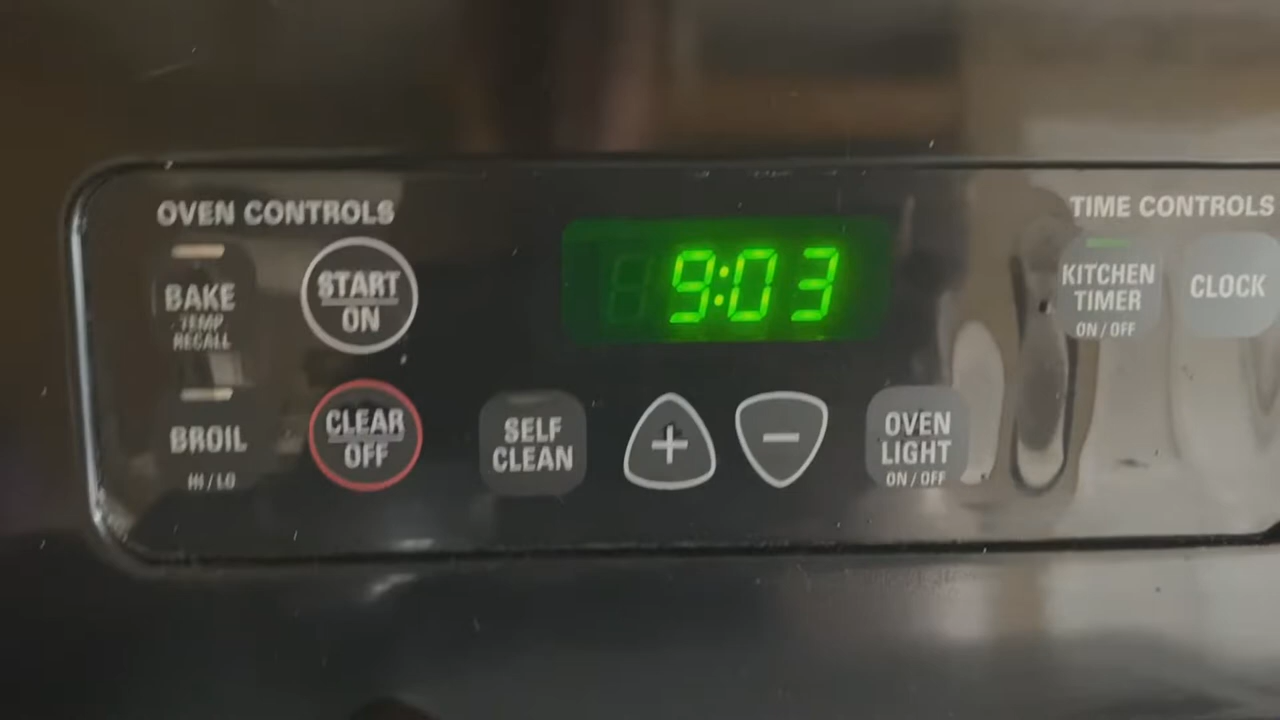 OVEN CONTROLS
BAKE
TEMP
RECALL
START
ON
BROIL
HI/LO
CLEAR
OFF
SELF
CLEAN
9:03
+
−
OVEN
LIGHT
ON/OFF
TIME CONTROLS
KITCHEN
TIMER
ON/OFF
CLOCK